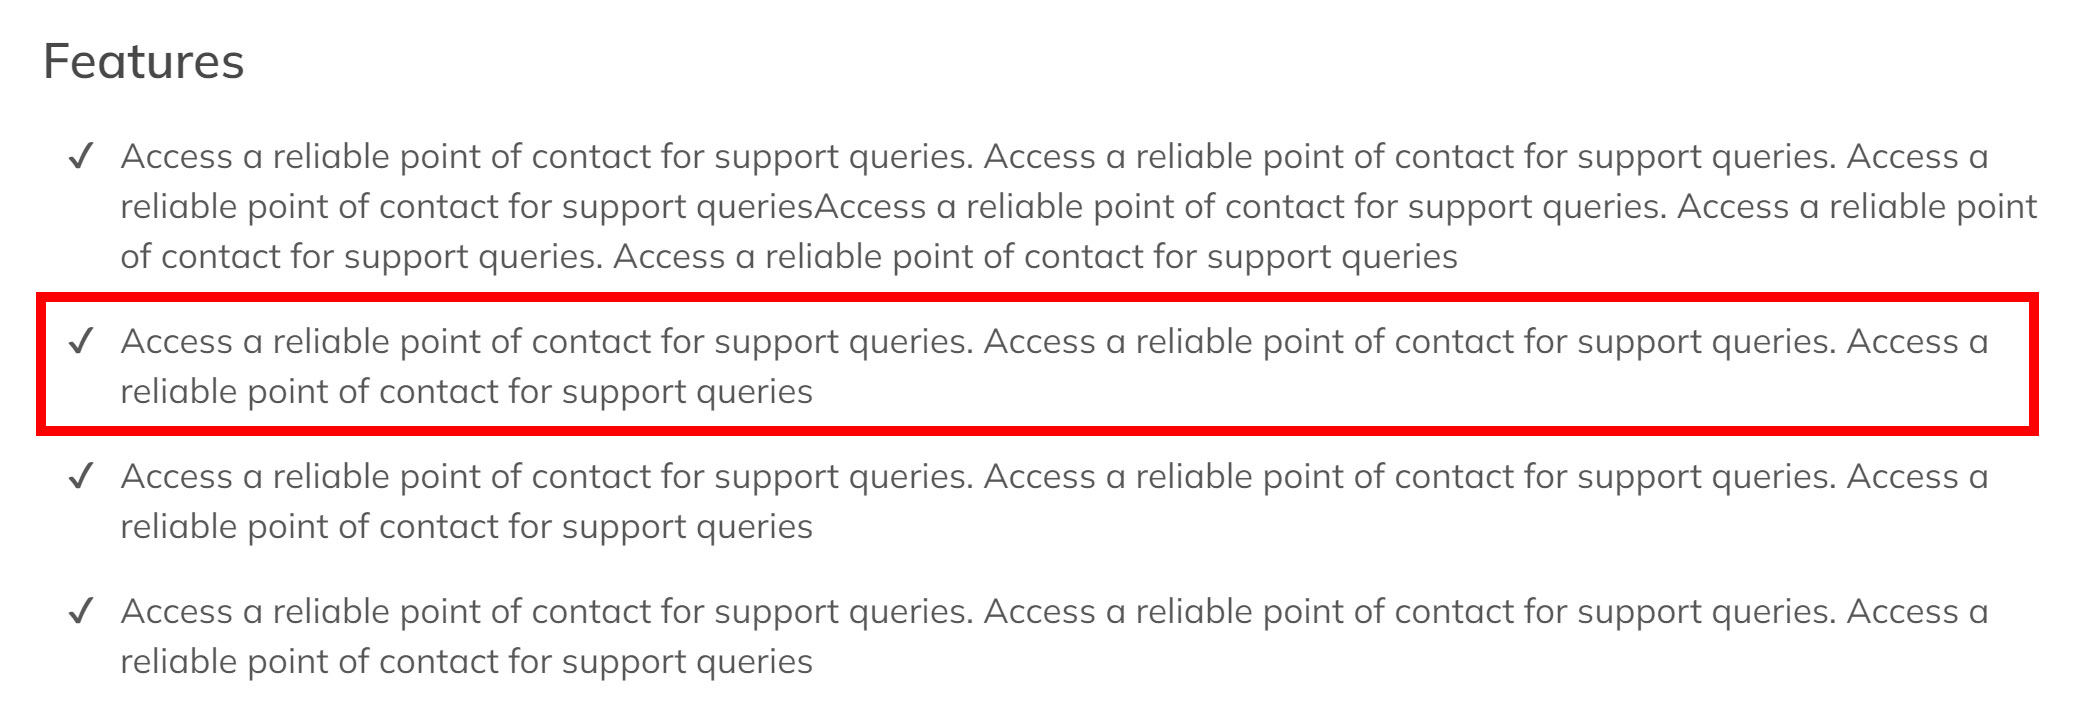 Features
✓ Access a reliable point of contact for support queries. Access a reliable point of contact for support queries. Access a
reliable point of contact for support queriesAccess a reliable point of contact for support queries. Access a reliable point
of contact for support queries. Access a reliable point of contact for support queries
✓ Access a reliable point of contact for support queries. Access a reliable point of contact for support queries. Access a
reliable point of contact for support queries
✓ Access a reliable point of contact for support queries. Access a reliable point of contact for support queries. Access a
reliable point of contact for support queries
✓ Access a reliable point of contact for support queries. Access a reliable point of contact for support queries. Access a
reliable point of contact for support queries